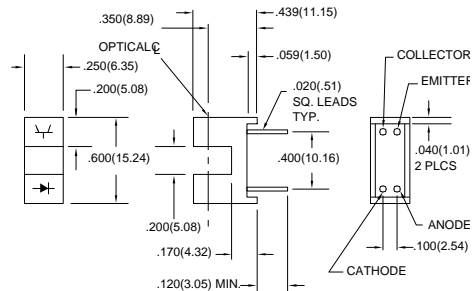 .350(8.89)
.439(11.15)
OPTICAL
.059(1.50)
COLLECTOR
.250(6.35)
EMITTER
.200(5.08)
.020(.51)
SQ. LEADS
TYP.
.040(1.01)
2 PLCS
.600(15.24)
.400(10.16)
.200(5.08)
ANODE
.170(4.32)
.100(2.54)
CATHODE
.120(3.05) MIN.